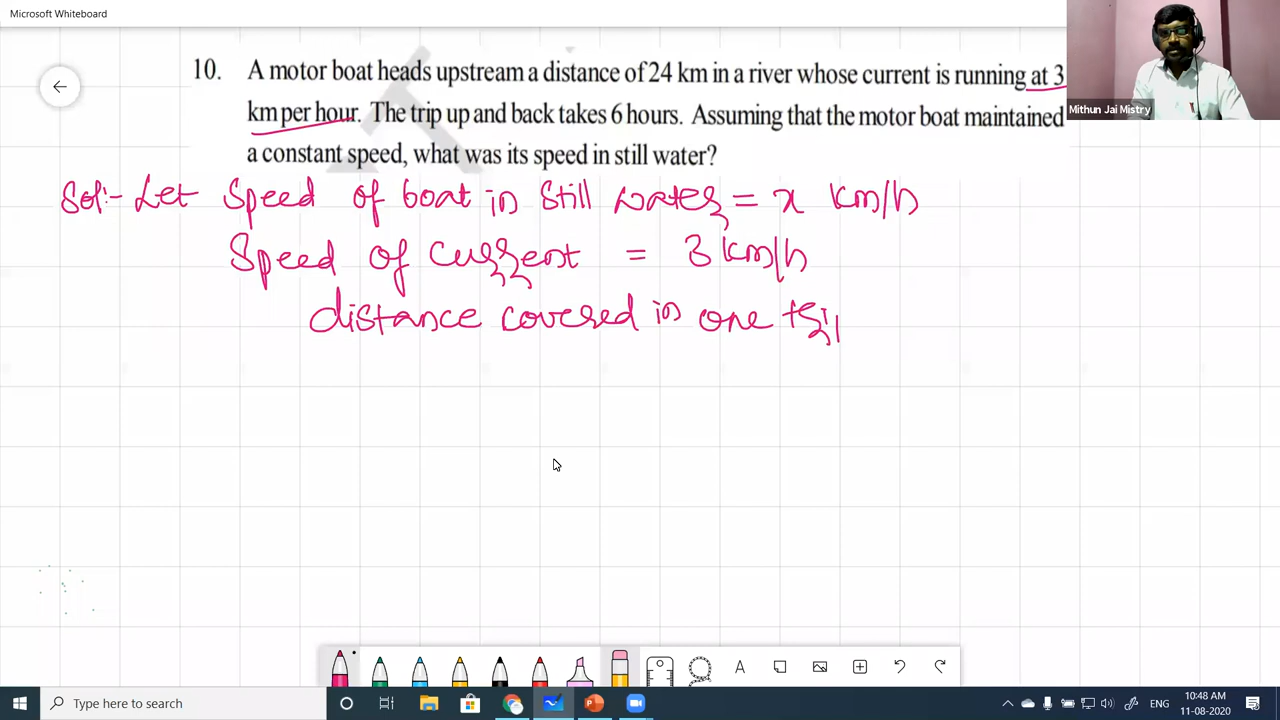 Microsoft Whiteboard
10. A motor boat heads upstream a distance of 24 km in a river whose current is running at 3
km per hour. The trip up and back takes 6 hours. Assuming that the motor boat maintained
a constant speed, what was its speed in still water?
Mithun Jai Mistry
Sol:- Let Speed of boat in Still water = x km/h
Speed of current = 3 km/h
distance covered in one tri
A
Type here to search
ENG
10:48 AM
11-08-2020